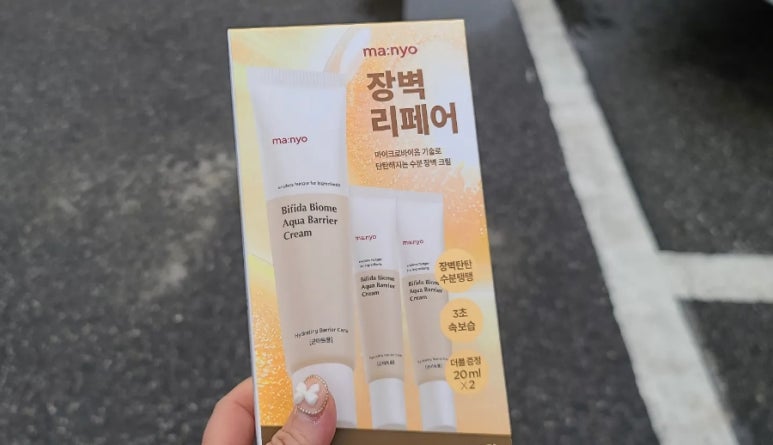 ma:nyo
장벽
리페어
마이크로바이옴 기술로
탄탄해지는 수분 장벽 크림
ma:nyo
Bifida Biome
Aqua Barrier
Cream
Hydrating Barrier Care
ma:nyo
Bifida Biome
Aqua Barrier
Cream
ma:nyo
Bifida Biome
Aqua Barrier
Cream
장벽탄탄
수분탱탱
3초
속보습
더블 증정
20ml
X2